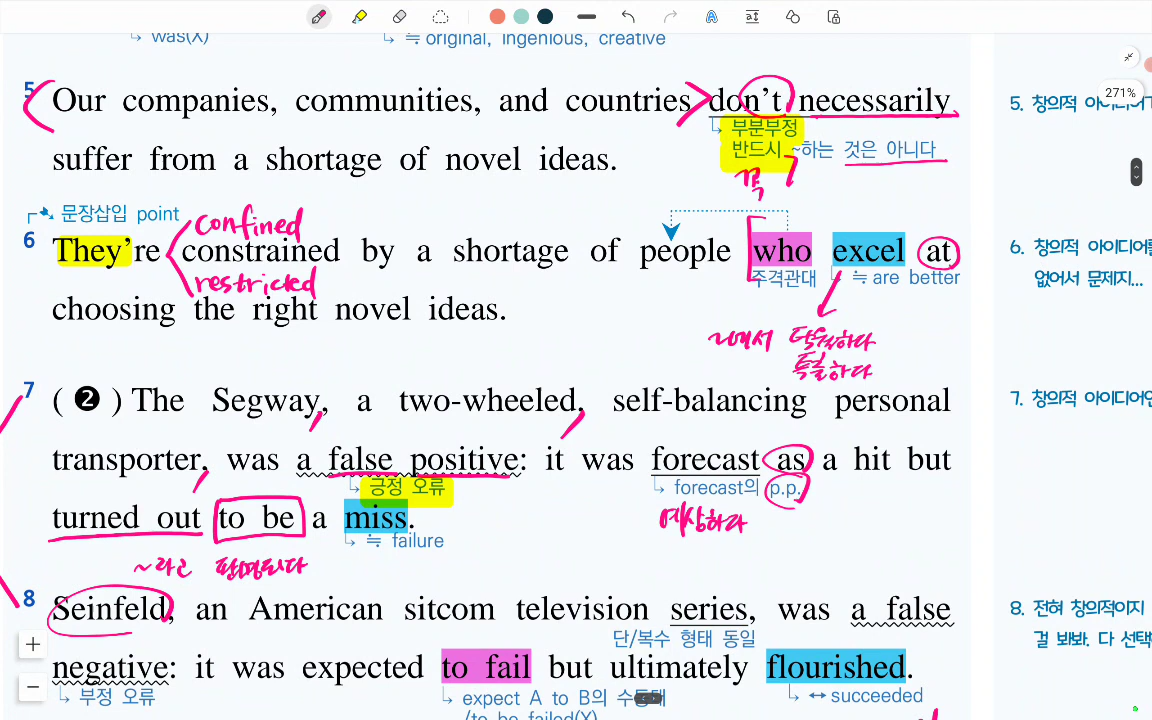 ↳ was(X)
↳ ≒ original, ingenious, creative
271%
5 Our companies, communities, and countries don't necessarily
↳ 부분부정
반드시 ~하는 것은 아니다
꼭
suffer from a shortage of novel ideas.
5. 창의적 아이디어가
문장삽입 point
confined
6 They're constrained by a shortage of people who excel at
restricted
주격관대
↳ ≒ are better
choosing the right novel ideas.
~에서 탁월하다
특출하다
6. 창의적 아이디어를
없어서 문제지...
7 ( ❷ ) The Segway, a two-wheeled, self-balancing personal
transporter, was a false positive: it was forecast as a hit but
↳ 긍정 오류
↳ forecast의 p.p.
예상하다
turned out to be a miss.
↳ ≒ failure
~라고 판명되다
7. 창의적 아이디어인
8 Seinfeld, an American sitcom television series, was a false
단/복수 형태 동일
negative: it was expected to fail but ultimately flourished.
↳ 부정 오류
↳ expect A to B의 수동태
/to be failed(X)
↳ ↔ succeeded
8. 전혀 창의적이지
걸 봐봐. 다 선택